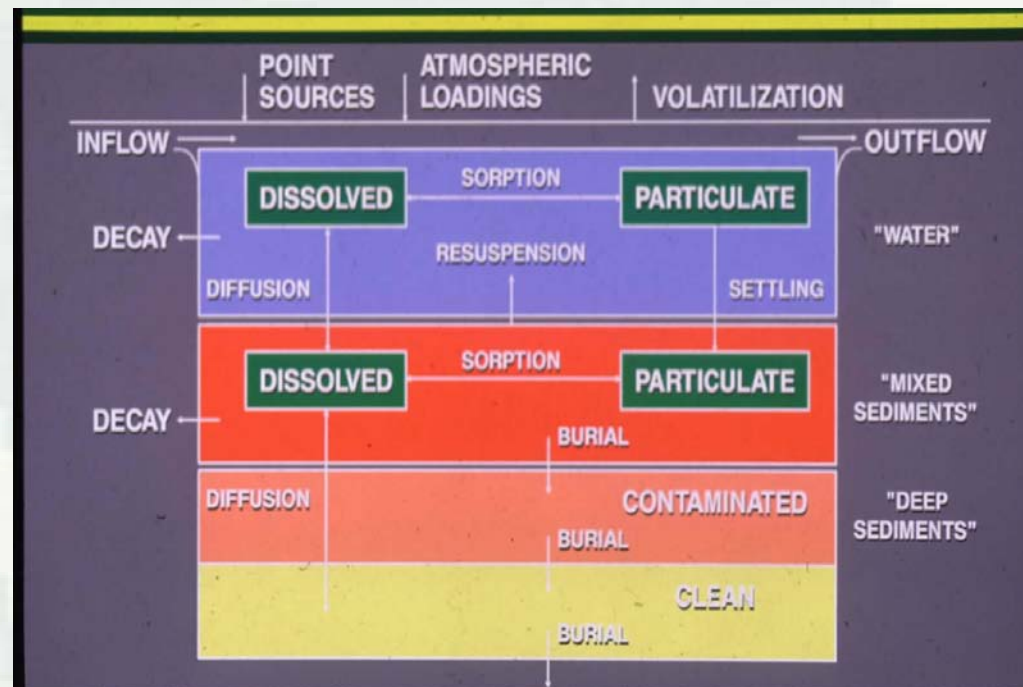 POINT
SOURCES
ATMOSPHERIC
LOADINGS
VOLATILIZATION
INFLOW
OUTFLOW
DISSOLVED
SORPTION
PARTICULATE
DECAY
RESUSPENSION
"WATER"
DIFFUSION
SETTLING
DISSOLVED
SORPTION
PARTICULATE
"MIXED
SEDIMENTS"
DECAY
BURIAL
DIFFUSION
CONTAMINATED
"DEEP
SEDIMENTS"
BURIAL
CLEAN
BURIAL